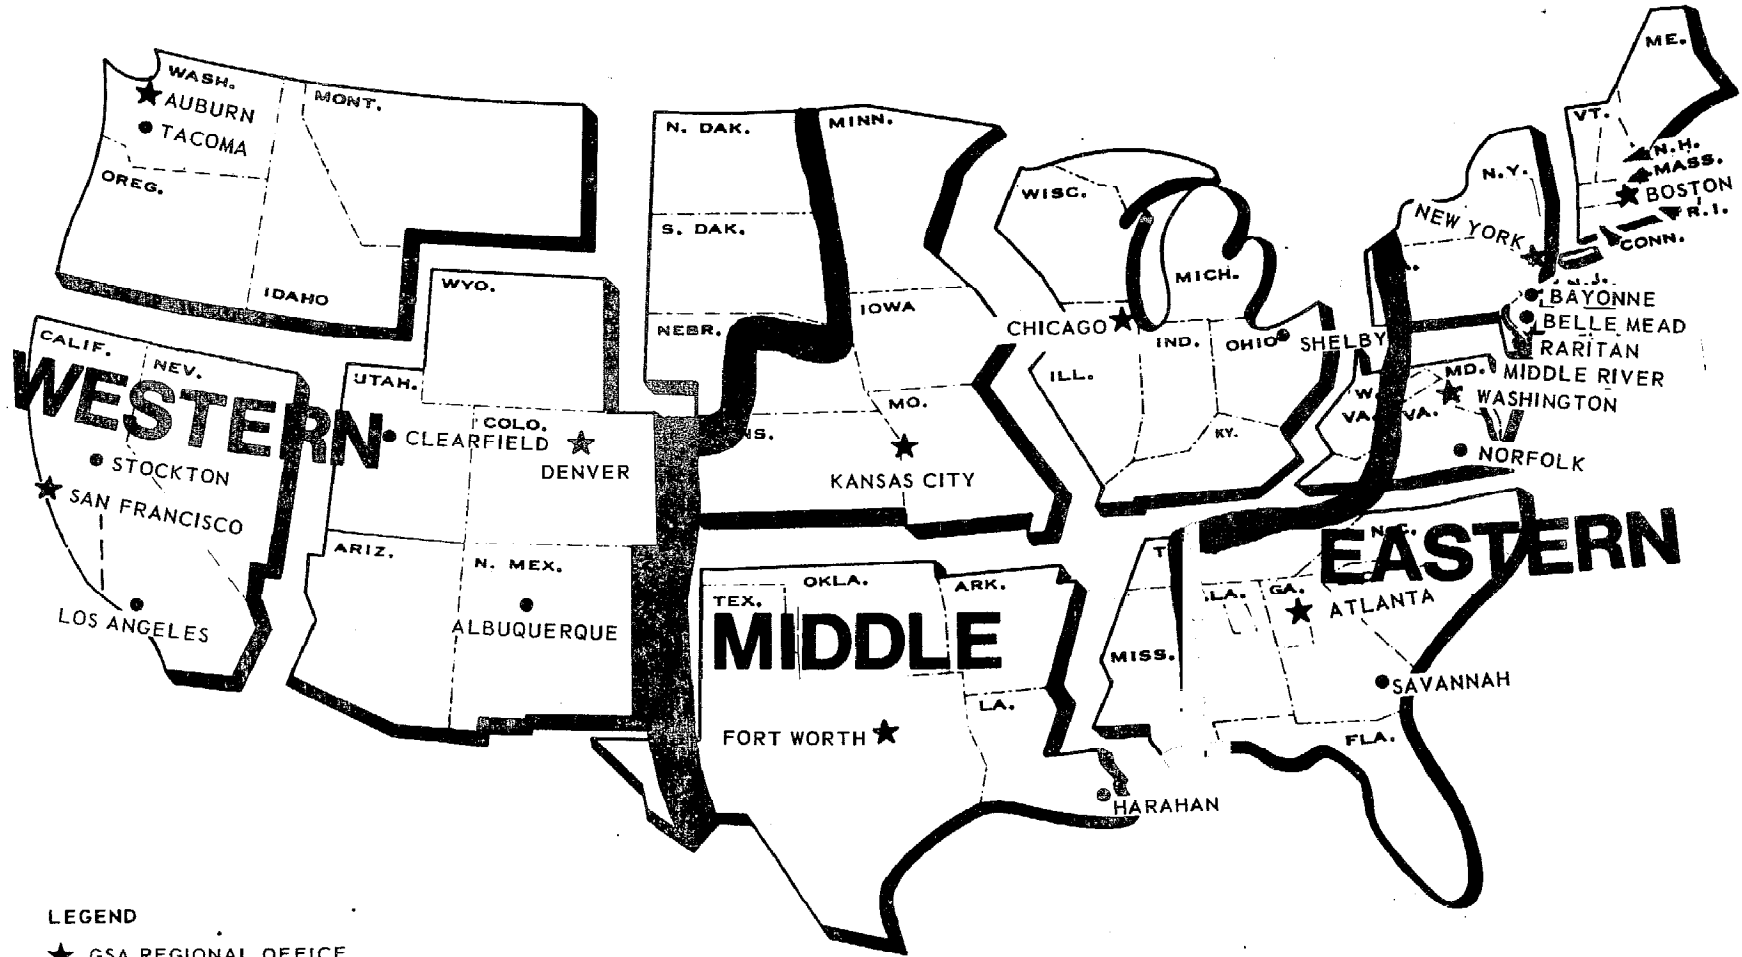 WASH.
AUBURN
TACOMA
MONT.
OREG.
IDAHO
WYO.
CALIF.
NEV.
UTAH.
WESTERN
COLO.
CLEARFIELD
DENVER
STOCKTON
SAN FRANCISCO
ARIZ.
N. MEX.
LOS ANGELES
ALBUQUERQUE
N. DAK.
MINN.
S. DAK.
NEBR.
IOWA
MO.
NS.
KANSAS CITY
OKLA.
ARK.
TEX.
MIDDLE
LA.
FORT WORTH
HARAHAN
WISC.
MICH.
CHICAGO
IND.
OHIO
SHELBY
ILL.
KY.
T
MISS.
ME.
VT.
N.H.
MASS.
BOSTON
R.I.
CONN.
N.Y.
NEW YORK
A.
N.J.
BAYONNE
BELLE MEAD
RARITAN
MD.
MIDDLE RIVER
WASHINGTON
W.
VA.
VA.
NORFOLK
N.C.
EASTERN
LA.
GA.
ATLANTA
SAVANNAH
FLA.
LEGEND
★ GSA REGIONAL OFFICE